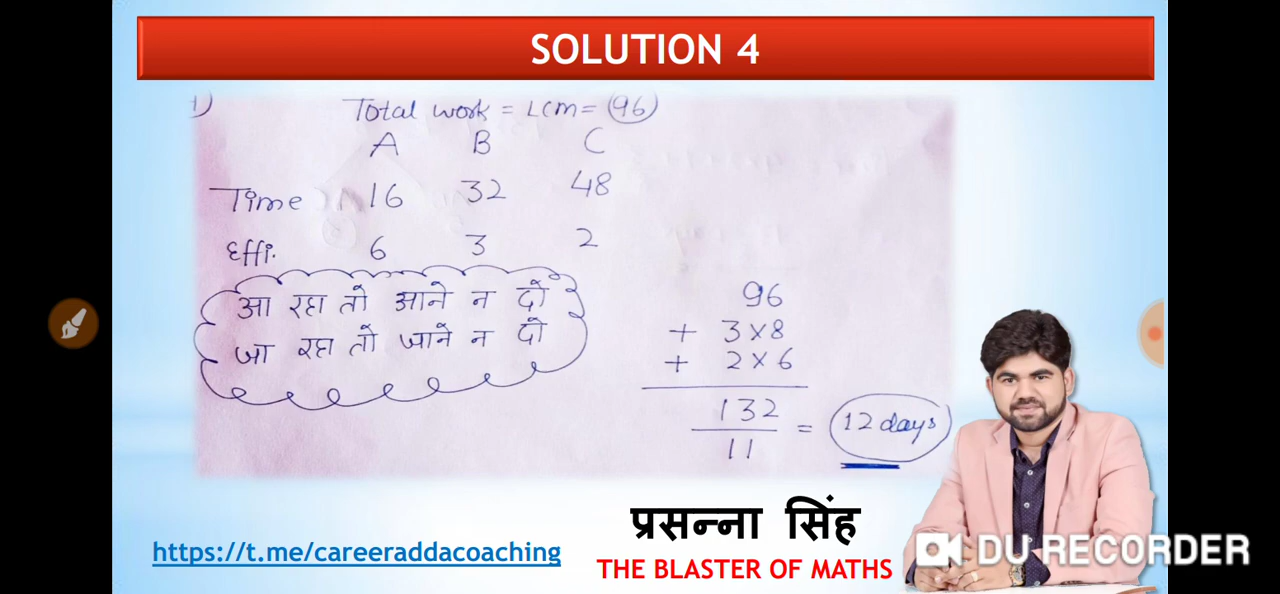 SOLUTION 4
1)
Total work = LCM = 96
A B C
Time 16 32 48
Effi. 6 3 2
आ रहा तो आने न दो
जा रहा तो जाने न दो
96
+ 3×8
+ 2×6
132
11
= 12 days
प्रसन्ना सिंह
https://t.me/careeraddacoaching
THE BLASTER OF MATHS
DU RECORDER